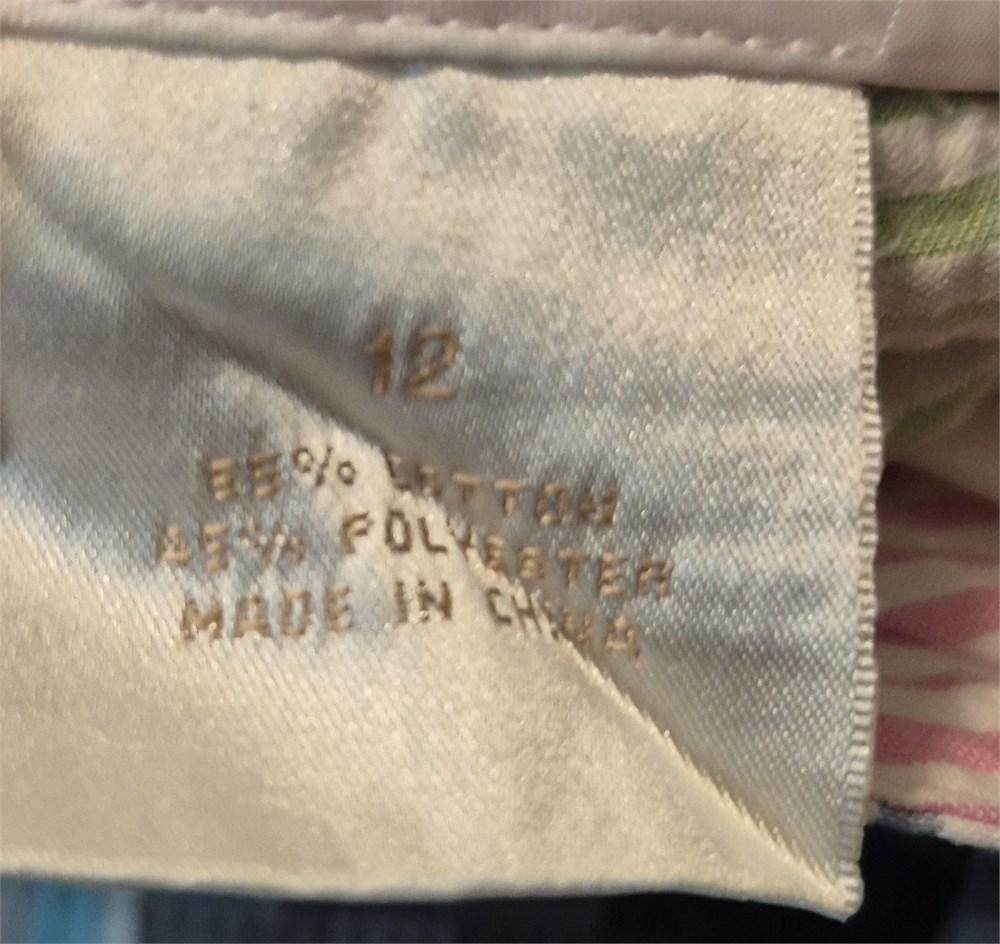 12
55% COTTON
45% POLYESTER
MADE IN CHINA